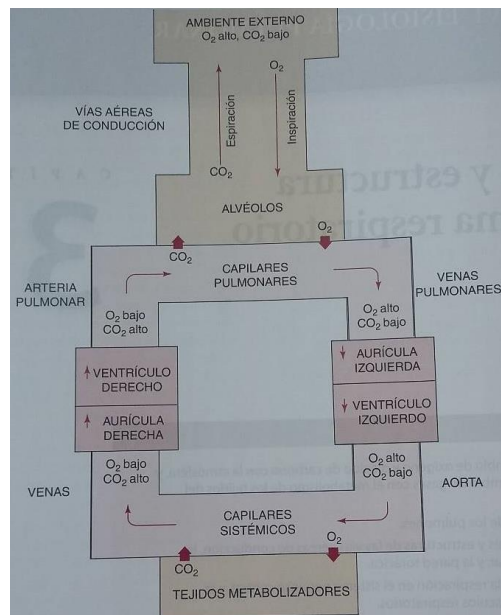 AMBIENTE EXTERNO
O₂ alto, CO₂ bajo
O₂
VÍAS AÉREAS
DE CONDUCCIÓN
Espiración
Inspiración
CO₂
ALVÉOLOS
CO₂
O₂
ARTERIA
PULMONAR
CAPILARES
PULMONARES
VENAS
PULMONARES
O₂ bajo
CO₂ alto
O₂ alto
CO₂ bajo
VENTRÍCULO
DERECHO
AURÍCULA
IZQUIERDA
AURÍCULA
DERECHA
VENTRÍCULO
IZQUIERDO
O₂ bajo
CO₂ alto
O₂ alto
CO₂ bajo
VENAS
AORTA
CAPILARES
SISTÉMICOS
CO₂
O₂
TEJIDOS METABOLIZADORES